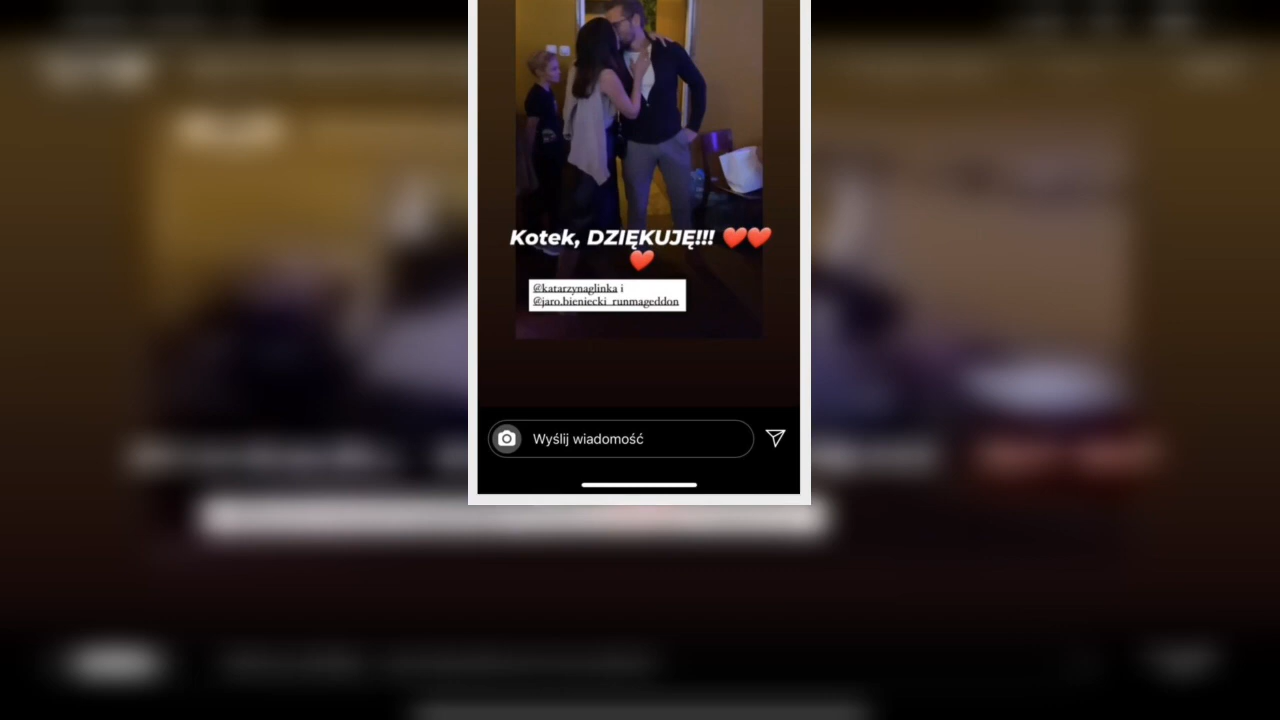 Kotek, DZIĘKUJĘ!!! ❤️❤️
❤️
@katarzynaglinka i
@jaro.bieniecki_runmageddon
Wyślij wiadomość